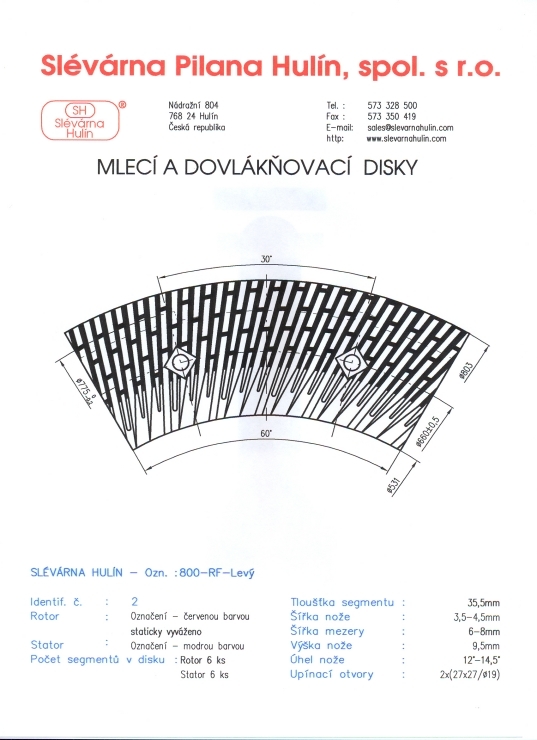 Slévárna Pilana Hulín, spol. s r.o.
SH
Slévárna
Hulín
®
Nádražní 804
768 24 Hulín
Česká republika
Tel. : 573 328 500
Fax : 573 350 419
E-mail: sales@slevarnahulin.com
http: www.slevarnahulin.com
MLECÍ A DOVLÁKŇOVACÍ DISKY
30°
ø775 0 -0,2
ø803
ø660±0,5
60°
ø531
SLÉVÁRNA HULÍN - Ozn. :800-RF-Levý
Identif. č. : 2
Rotor : Označení - červenou barvou
staticky vyváženo
Stator : Označení - modrou barvou
Počet segmentů v disku : Rotor 6 ks
Stator 6 ks
Tloušťka segmentu : 35,5mm
Šířka nože : 3,5-4,5mm
Šířka mezery : 6-8mm
Výška nože : 9,5mm
Úhel nože : 12°-14,5°
Upínací otvory : 2x(27x27/ø19)